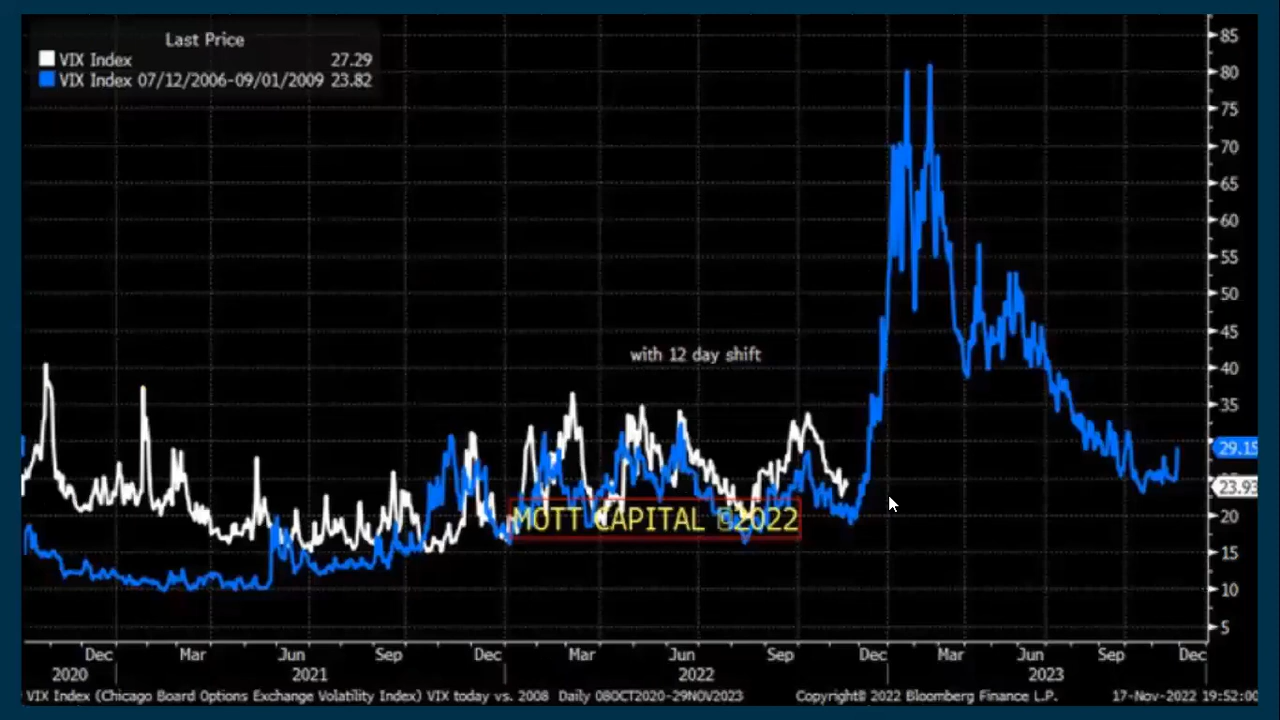 Last Price
VIX Index 27.29
VIX Index 07/12/2006-09/01/2009 23.82
85
80
75
70
65
60
55
50
45
with 12 day shift
40
35
29.15
23.93
MOTT CAPITAL ©2022
20
15
10
5
Dec Mar Jun Sep Dec Mar Jun Sep Dec Mar Jun Sep Dec
2020 2021 2022 2023
VIX Index (Chicago Board Options Exchange Volatility Index) VIX today vs. 2008 Daily 08OCT2020-29NOV2023 Copyright© 2022 Bloomberg Finance L.P. 17-Nov-2022 19:52:00